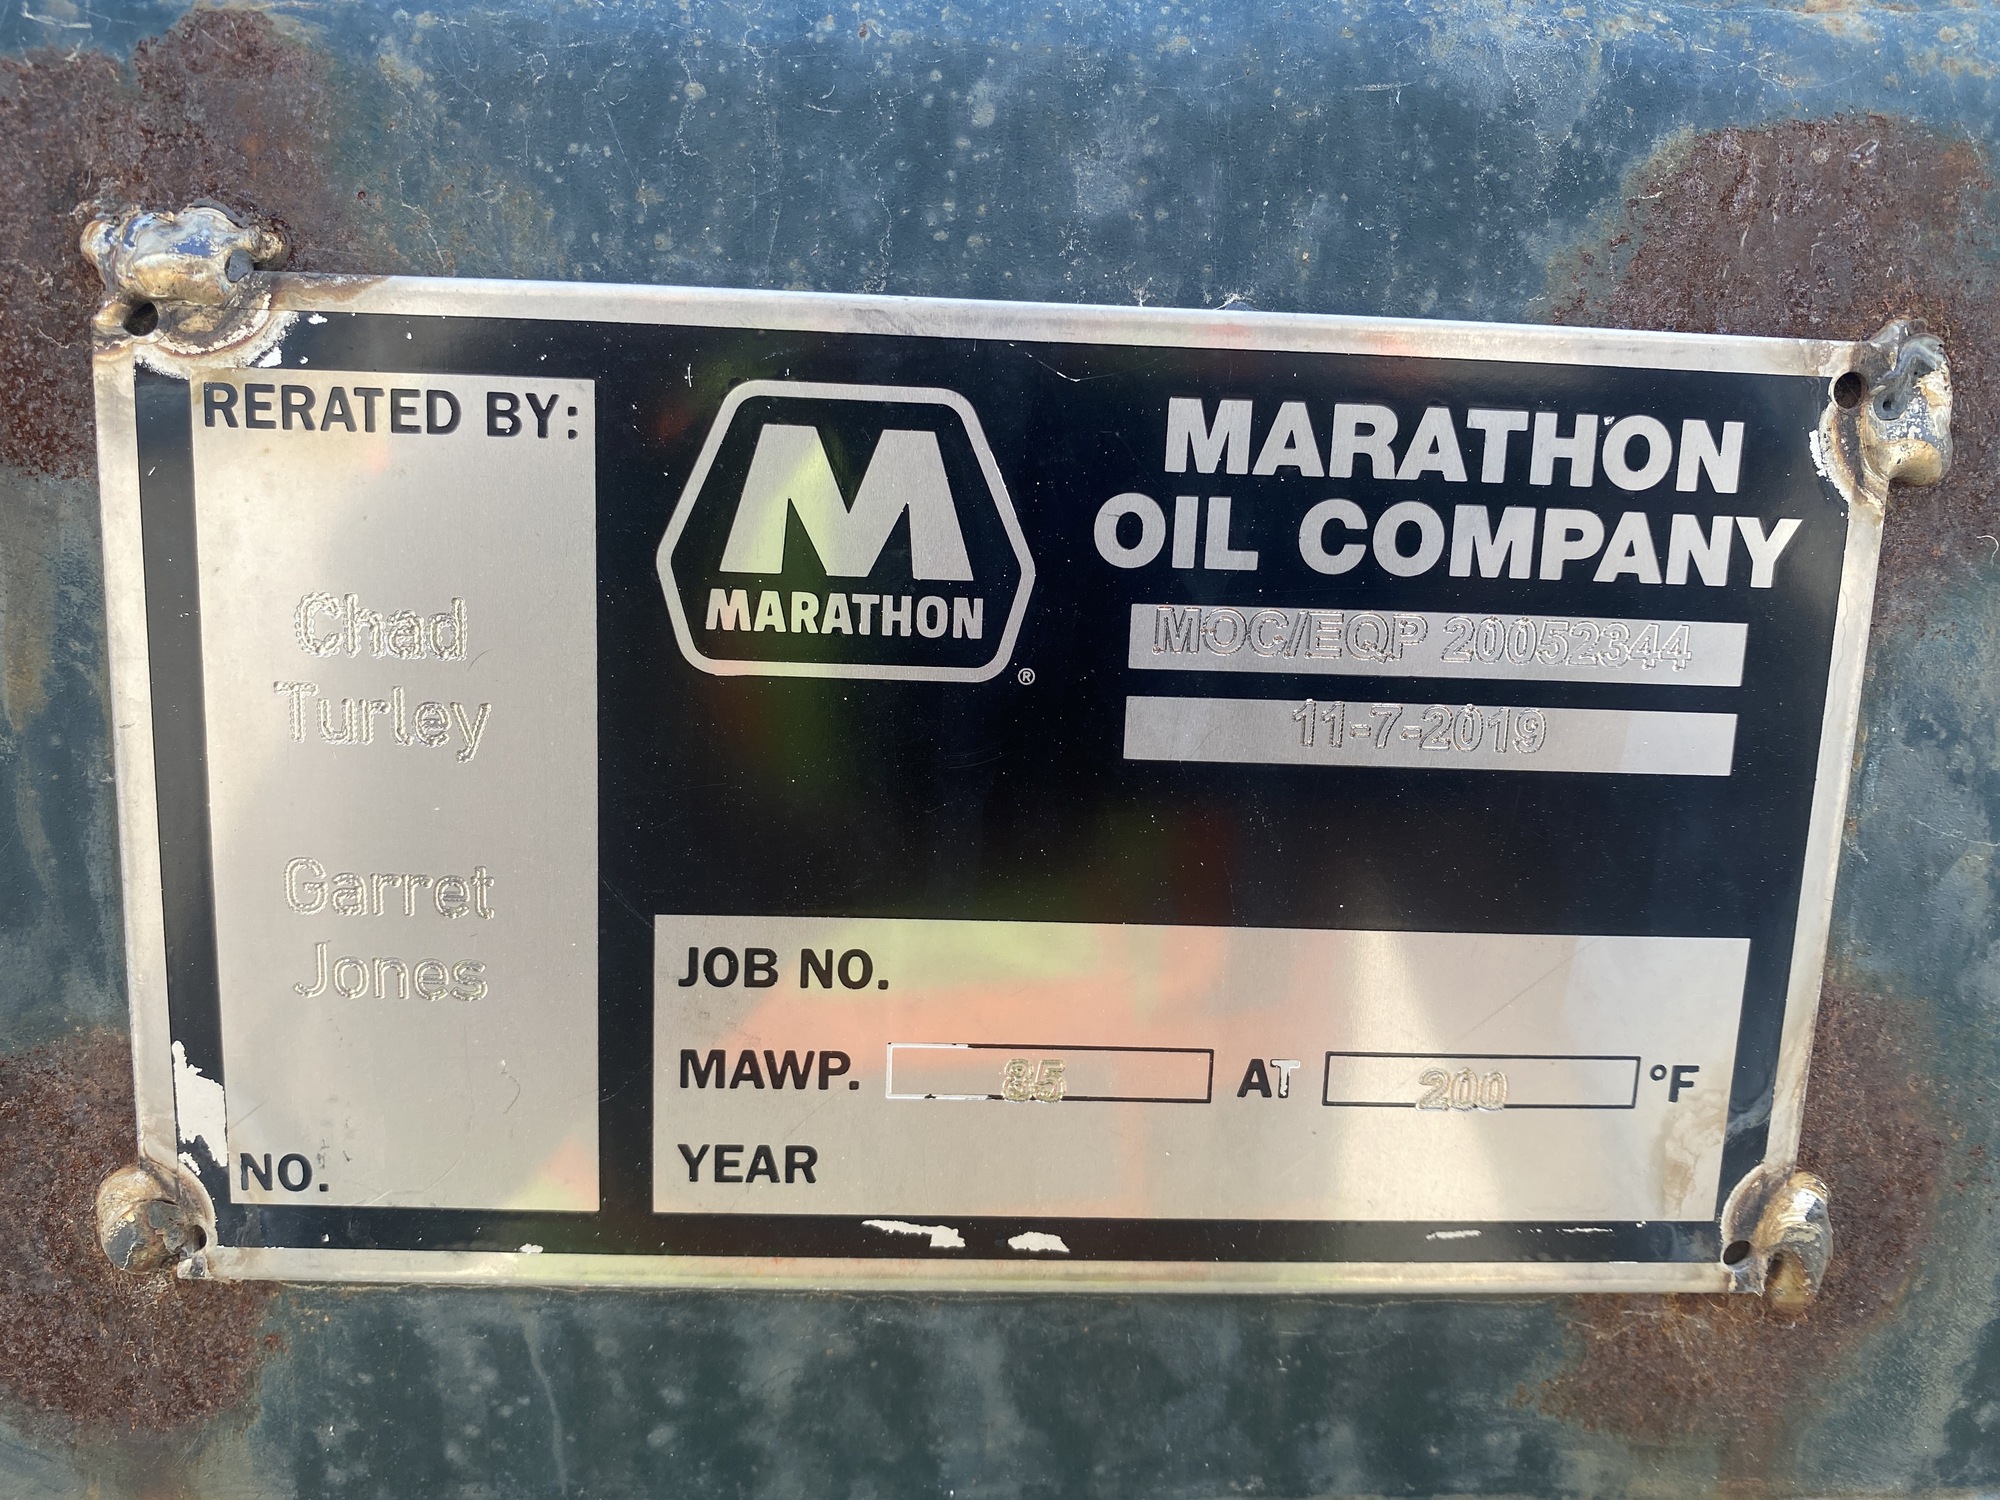 RERATED BY:
Chad
Turley
Garret
Jones
NO.
M
MARATHON
®
MARATHON
OIL COMPANY
MOC/EQP 20052344
11-7-2019
JOB NO.
MAWP. 85 AT 200 °F
YEAR